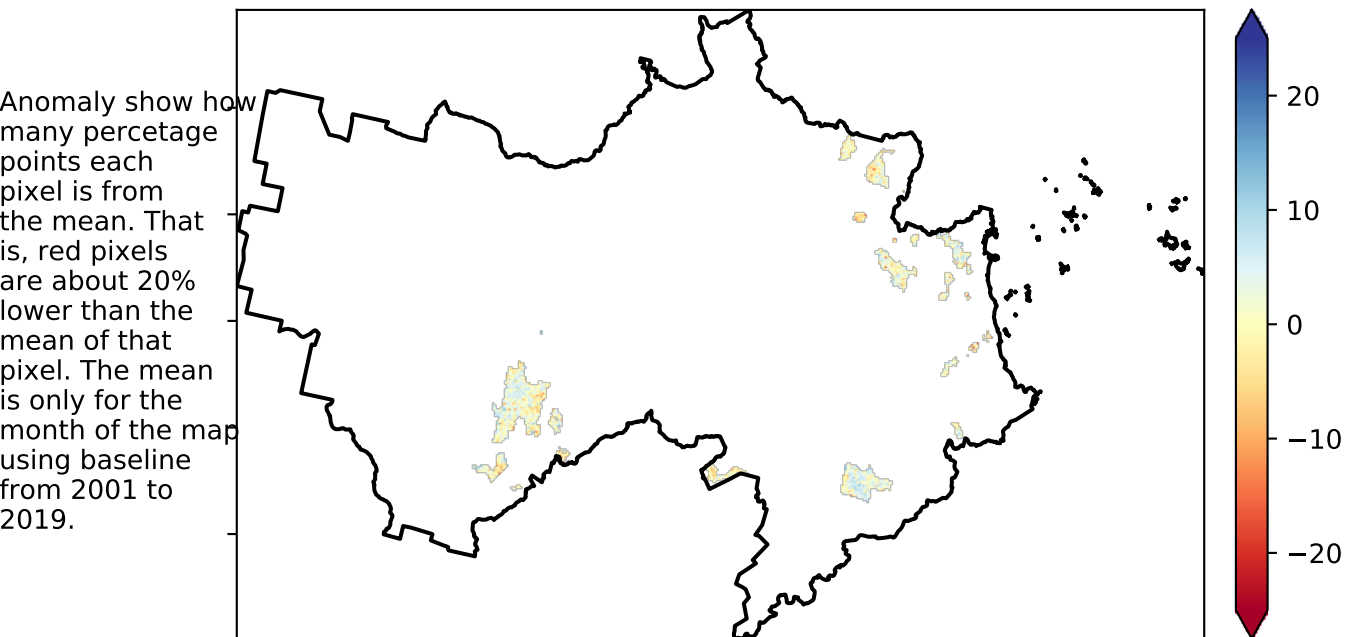 Anomaly show how
many percetage
points each
pixel is from
the mean. That
is, red pixels
are about 20%
lower than the
mean of that
pixel. The mean
is only for the
month of the map
using baseline
from 2001 to
2019.
20
10
0
−10
−20